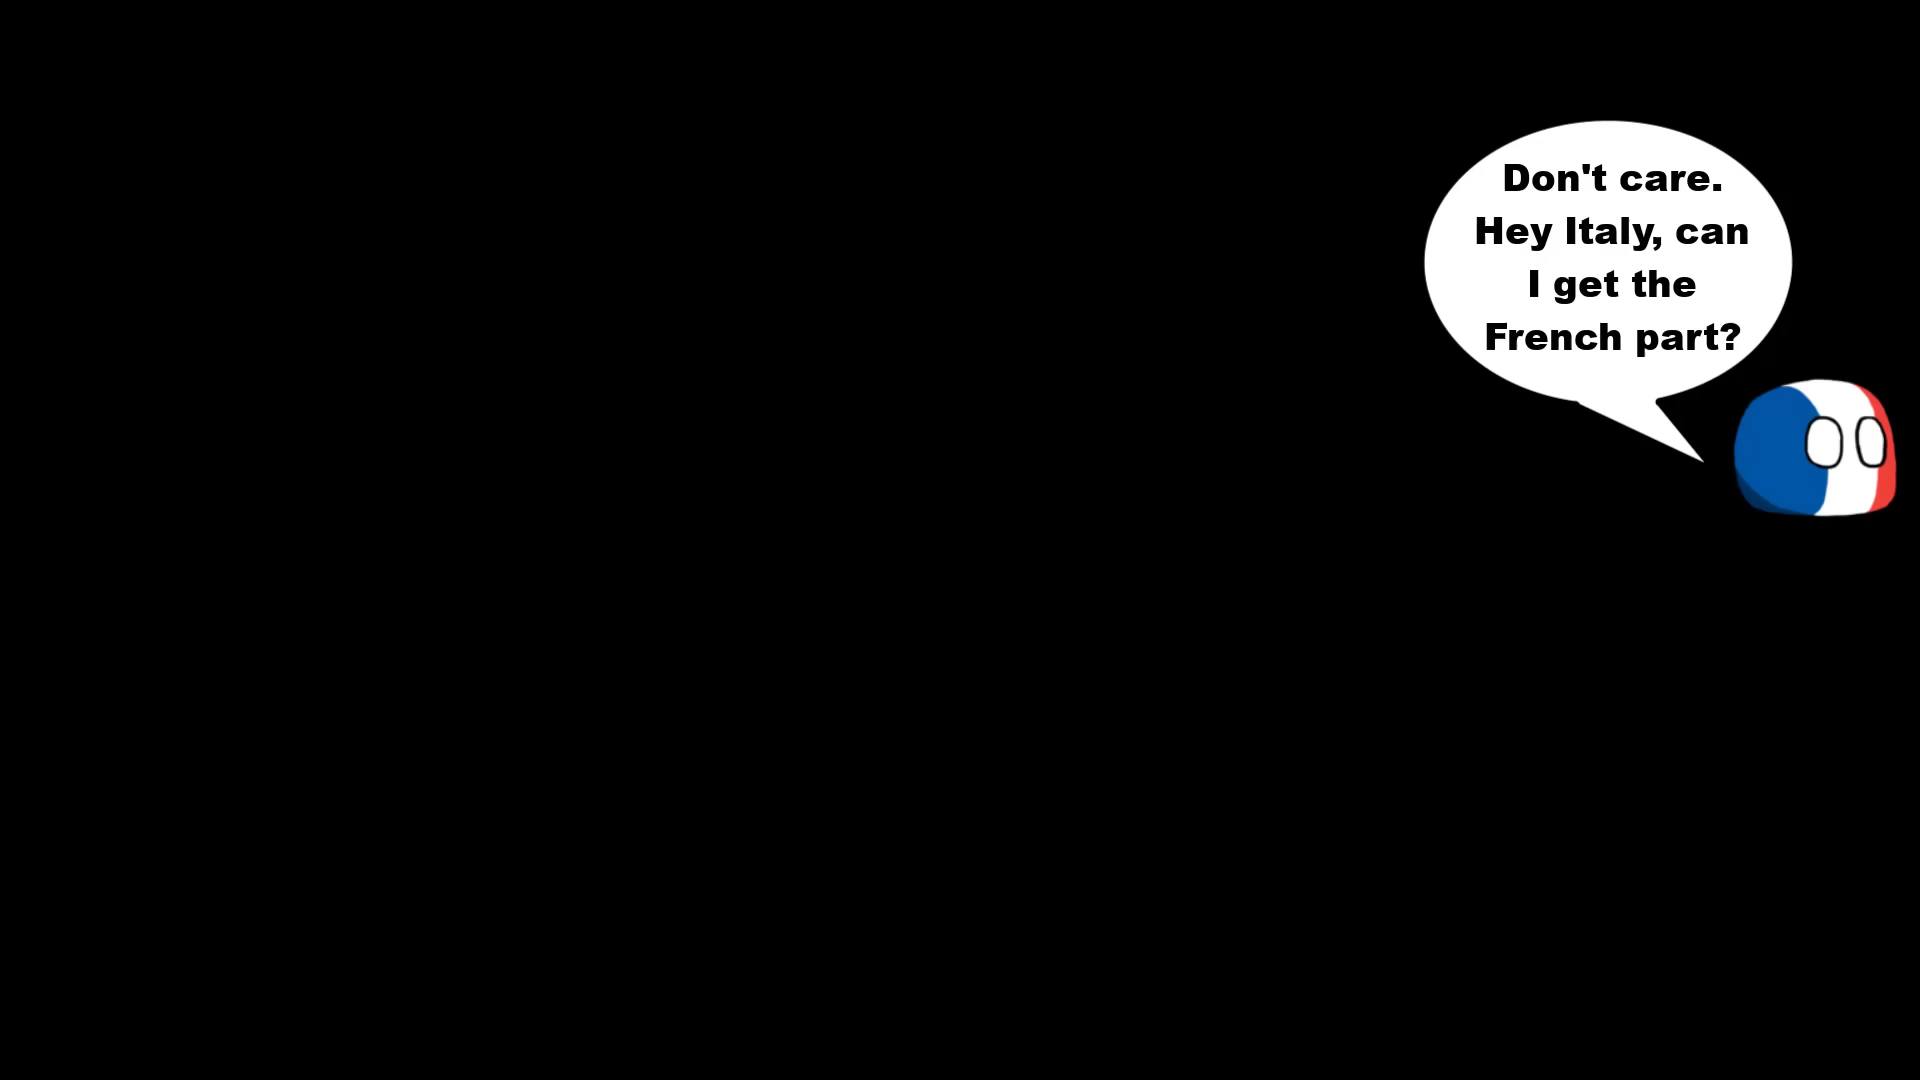 Don't care.
Hey Italy, can
I get the
French part?